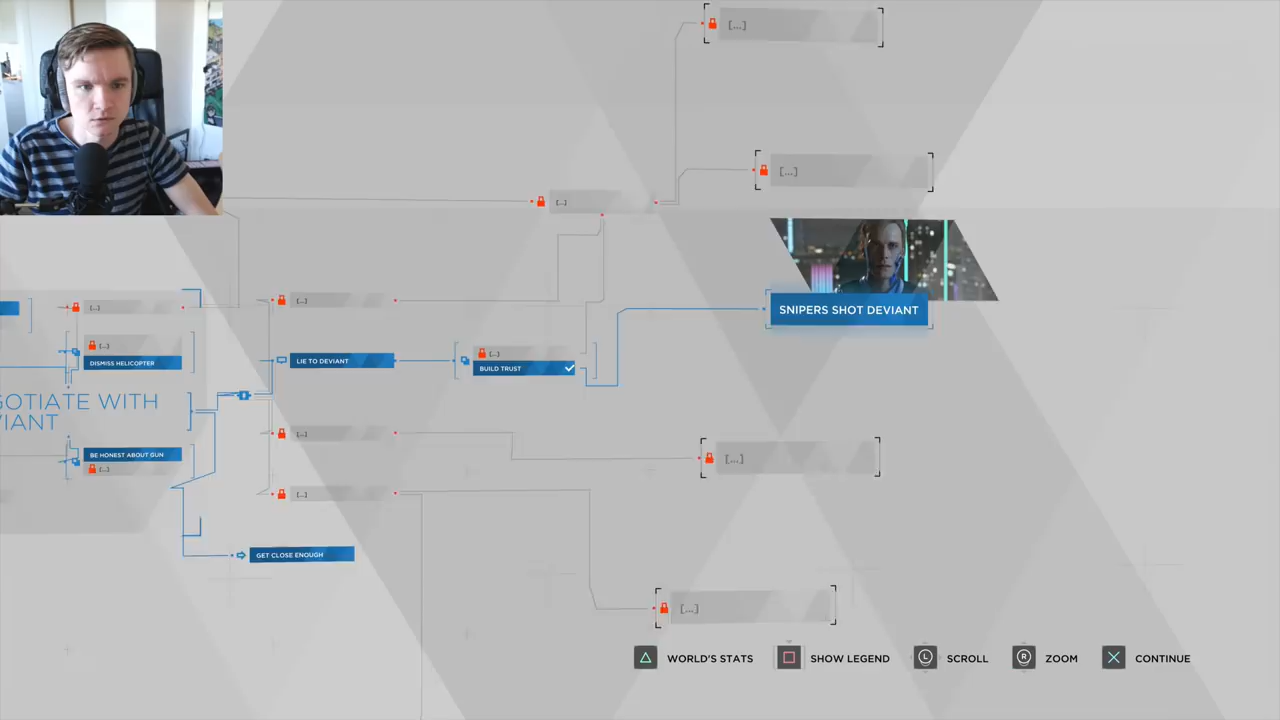 [...]
[...]
[...]
SNIPERS SHOT DEVIANT
[...]
[...]
[...]
DISMISS HELICOPTER
LIE TO DEVIANT
[...]
BUILD TRUST
GOTIATE WITH
VIANT
[...]
BE HONEST ABOUT GUN
[...]
[...]
[...]
GET CLOSE ENOUGH
[...]
WORLD'S STATS
SHOW LEGEND
L
SCROLL
R
ZOOM
CONTINUE